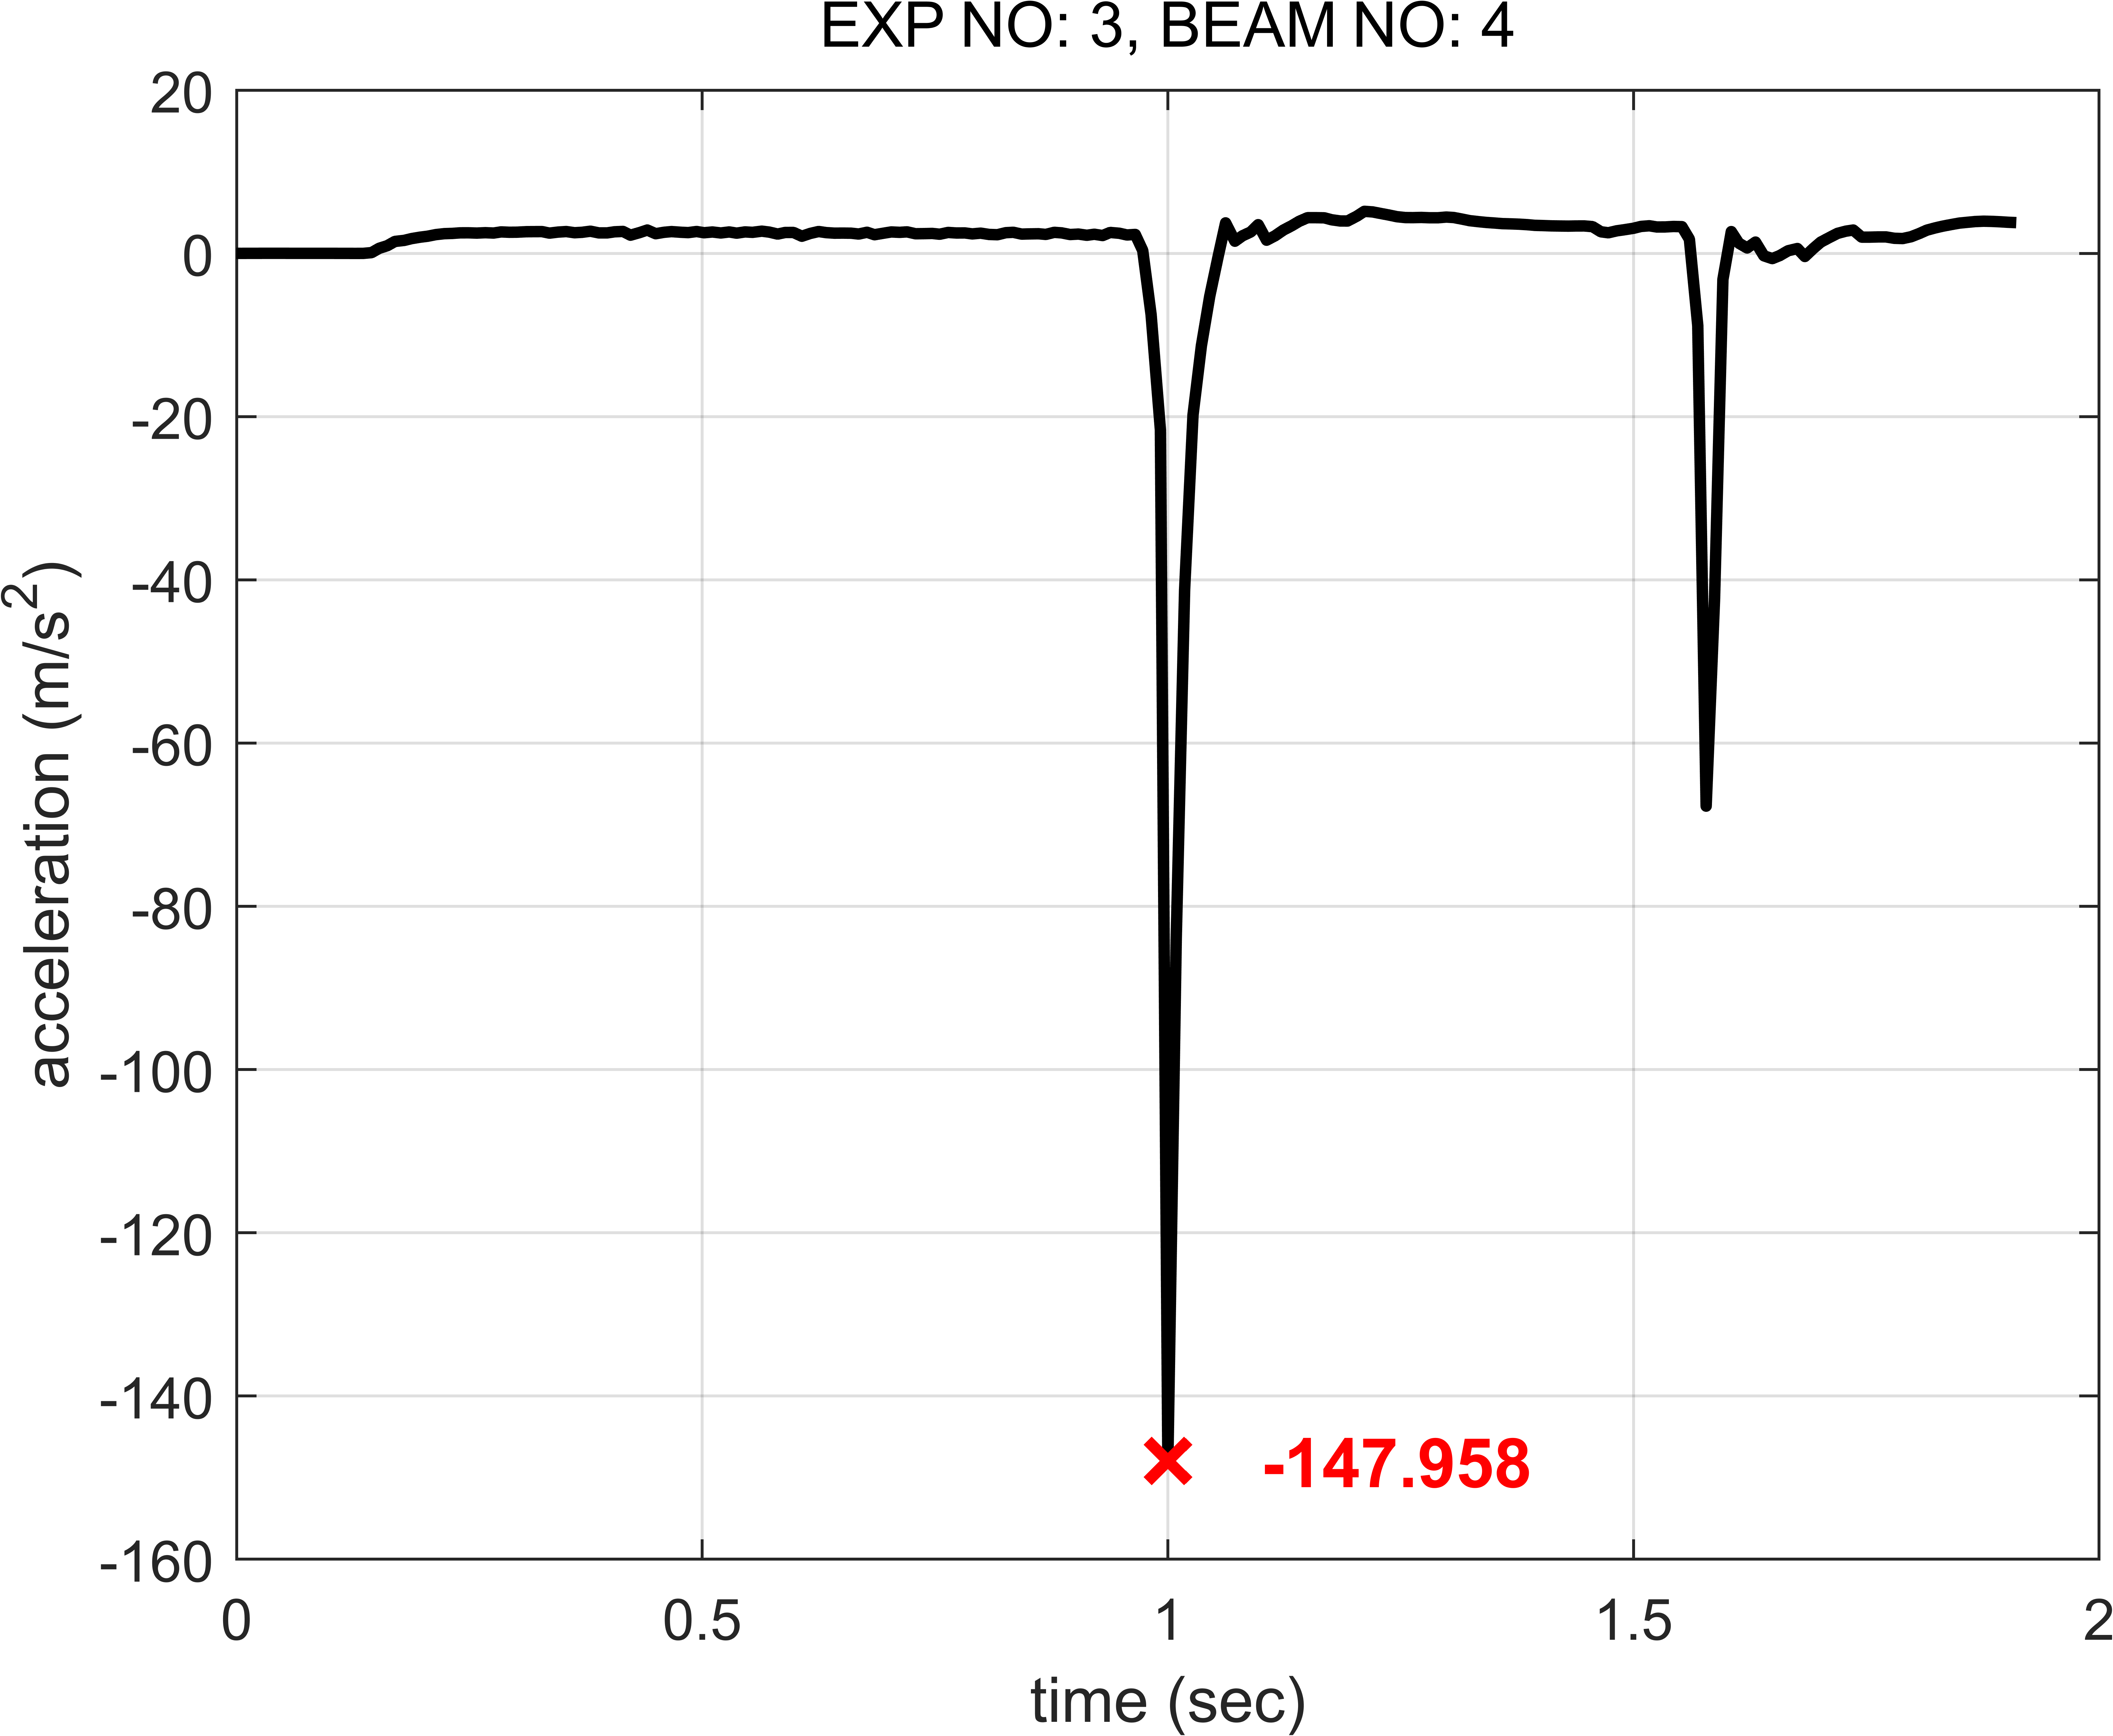 EXP NO: 3, BEAM NO: 4
20
0
-20
-40
-60
-80
-100
-120
-140
-160
acceleration (m/s²)
-147.958
0 0.5 1 1.5 2
time (sec)